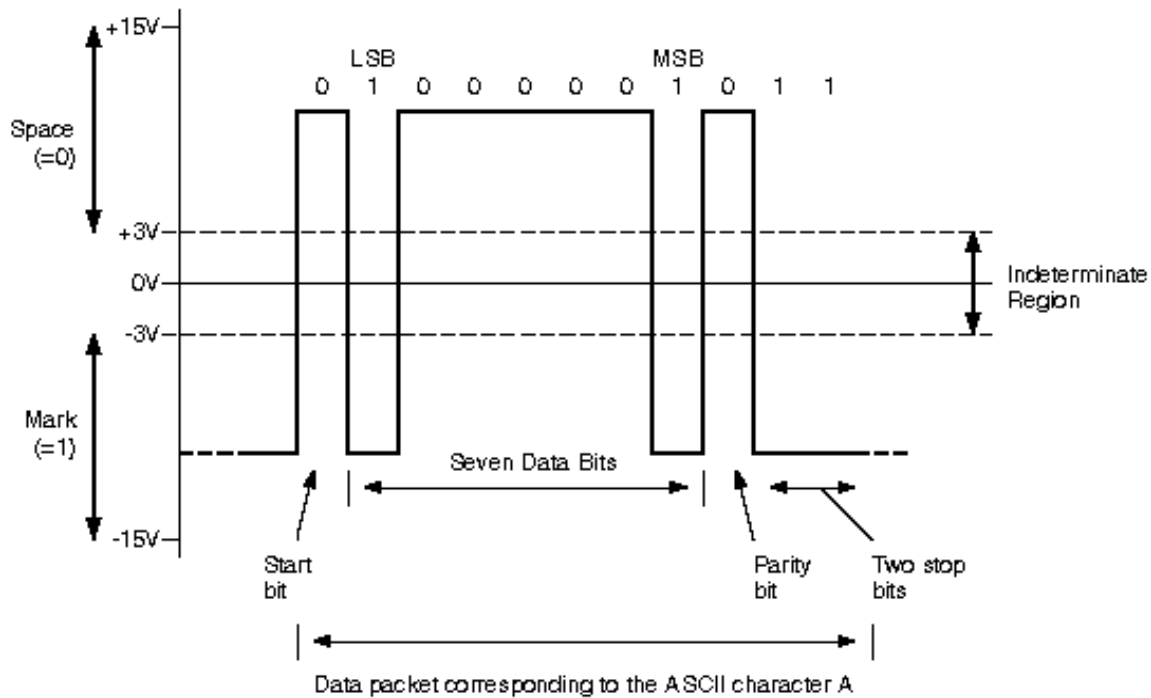 +15V
LSB MSB
0 1 0 0 0 0 0 1 0 1 1
Space
(=0)
+3V
0V
Indeterminate
Region
-3V
Mark
(=1)
Seven Data Bits
-15V
Start
bit
Parity
bit
Two stop
bits
Data packet corresponding to the ASCII character A